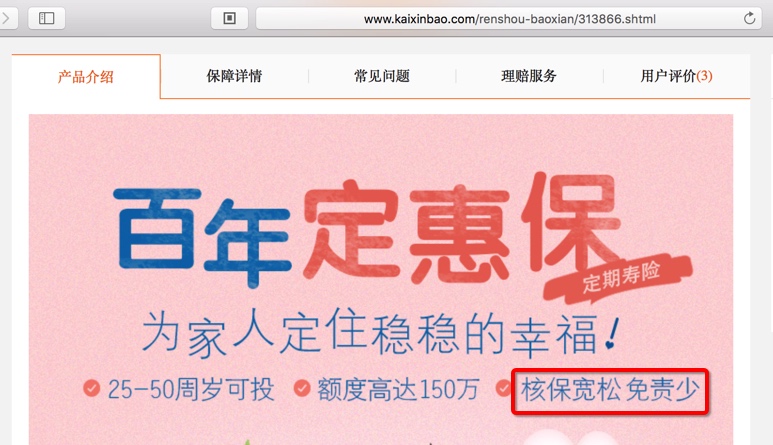 www.kaixinbao.com/renshou-baoxian/313866.shtml
产品介绍 保障详情 常见问题 理赔服务 用户评价(3)
百年定惠保
定期寿险
为家人定住稳稳的幸福!
25-50周岁可投 额度高达150万 核保宽松 免责少